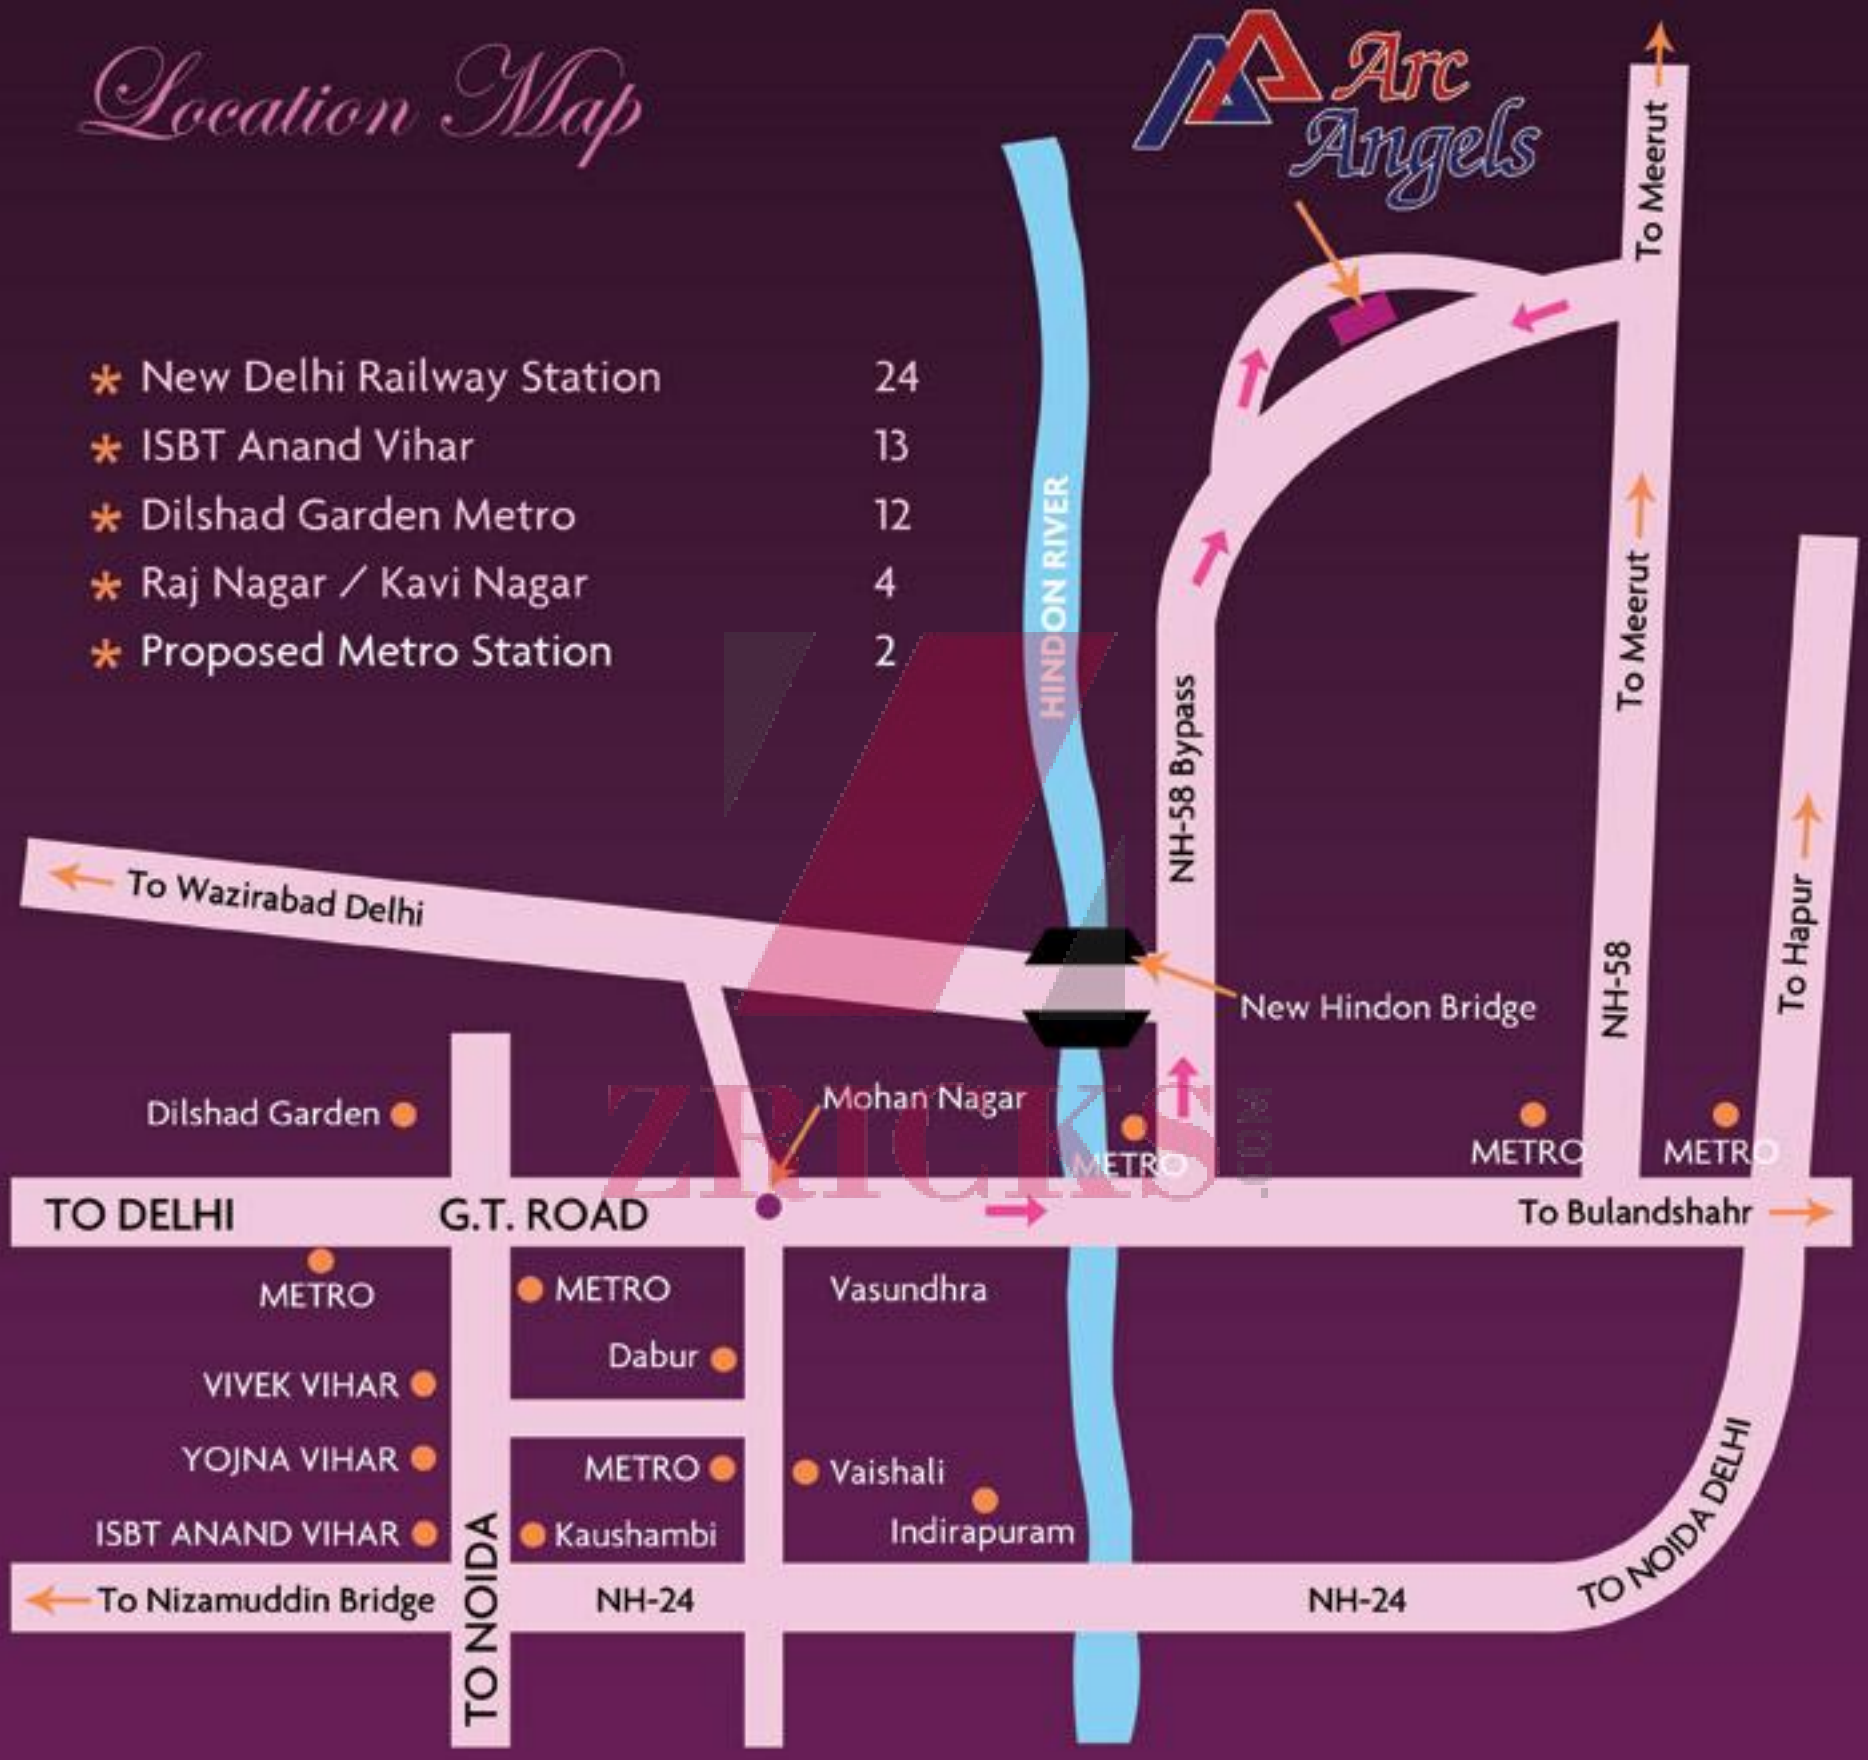 Location Map
Arc
Angels
To Meurut
New Delhi Railway Station 24
ISBT Anand Vihar 13
Dilshad Garden Metro 12
Raj Nagar / Kavi Nagar 4
Proposed Metro Station 2
HINDON RIVER
To Meerut
NH-58 Bypass
To Wazirabad Delhi
To Hapur
NH-58
New Hindon Bridge
Mohan Nagar
Dilshad Garden
ZRICKS
.COM
METRO
METRO
METRO
TO DELHI
G.T. ROAD
To Bulandshahr
METRO
METRO
Vasundhra
Dabur
VIVEK VIHAR
YOJNA VIHAR
METRO
Vaishali
Indirapuram
ISBT ANAND VIHAR
Kaushambi
TO NOIDA DELHI
To Nizamuddin Bridge
TO NOIDA
NH-24
NH-24